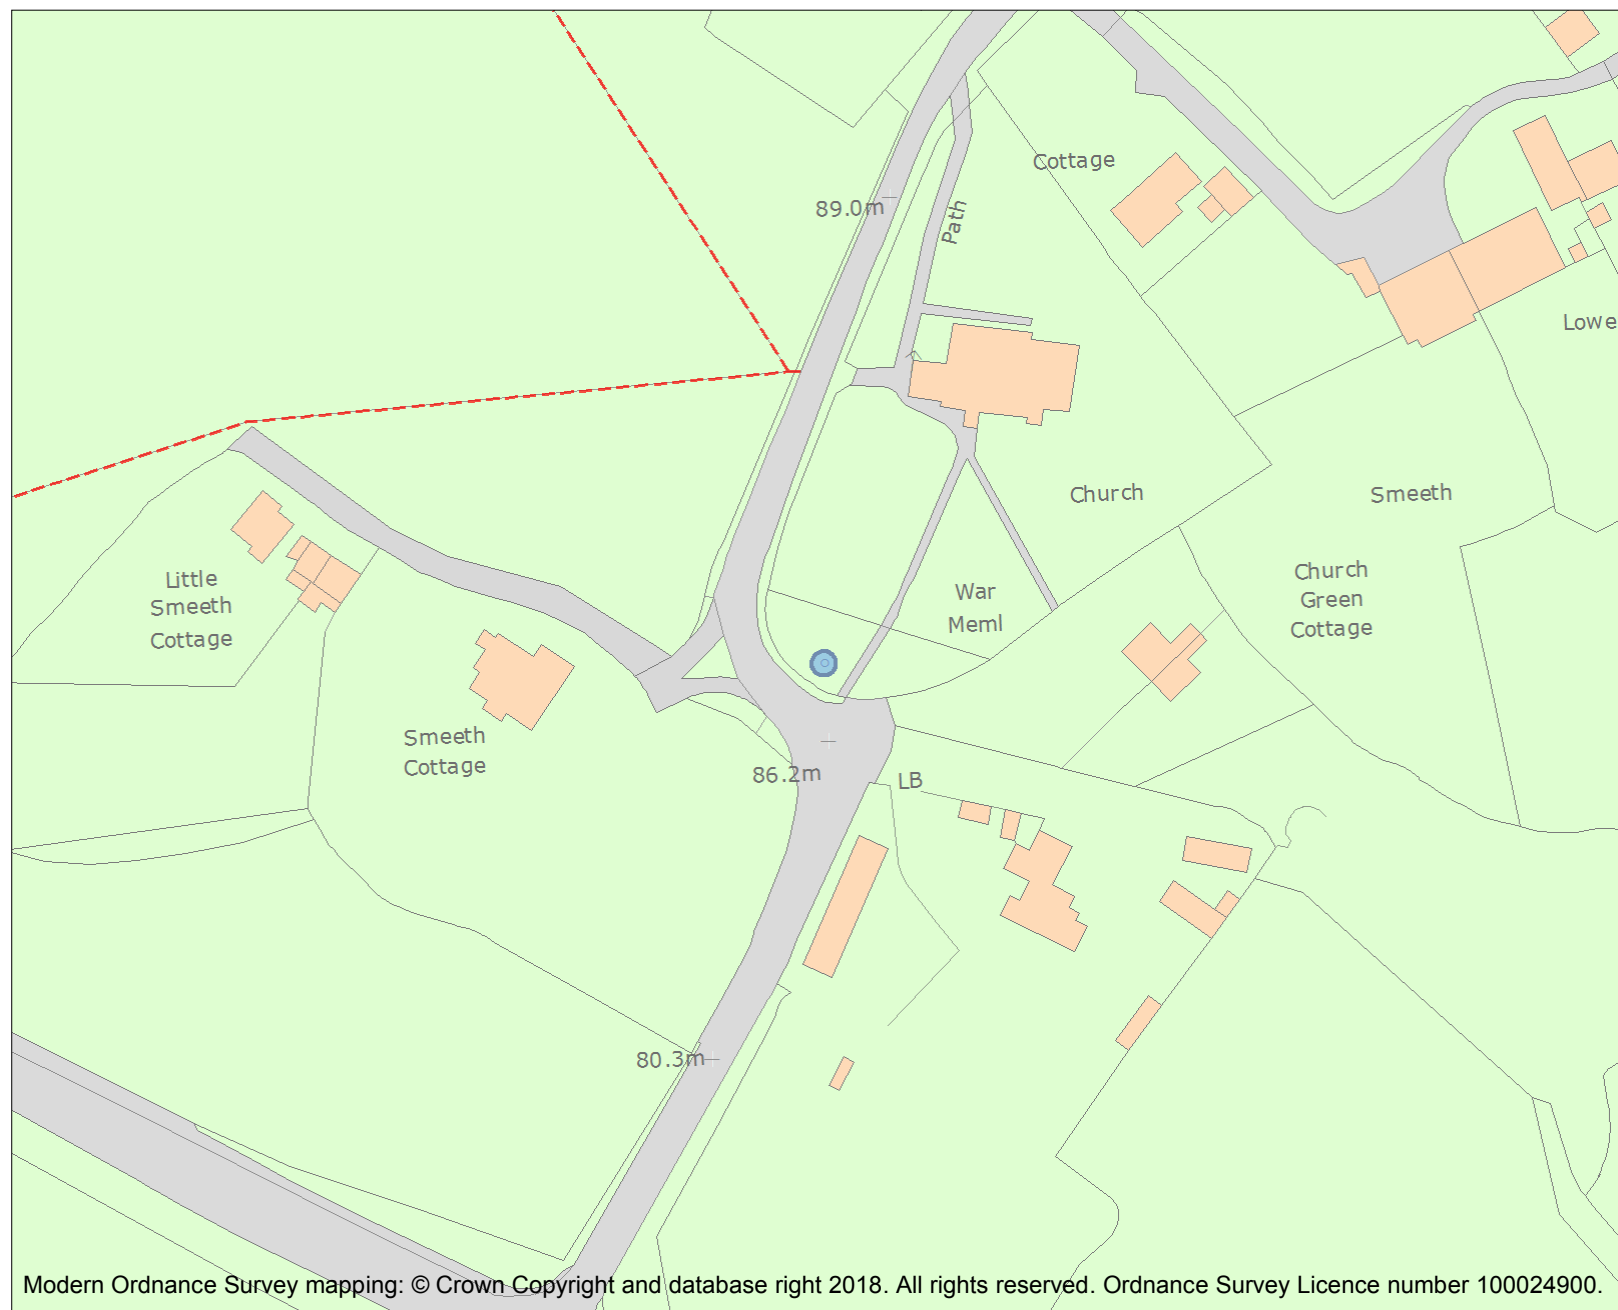 Cottage
89.0m
Path
Lowe
Church
Smeeth
Little
Smeeth
Cottage
War
Meml
Church
Green
Cottage
Smeeth
Cottage
86.2m
LB
80.3m
Modern Ordnance Survey mapping: © Crown Copyright and database right 2018. All rights reserved. Ordnance Survey Licence number 100024900.